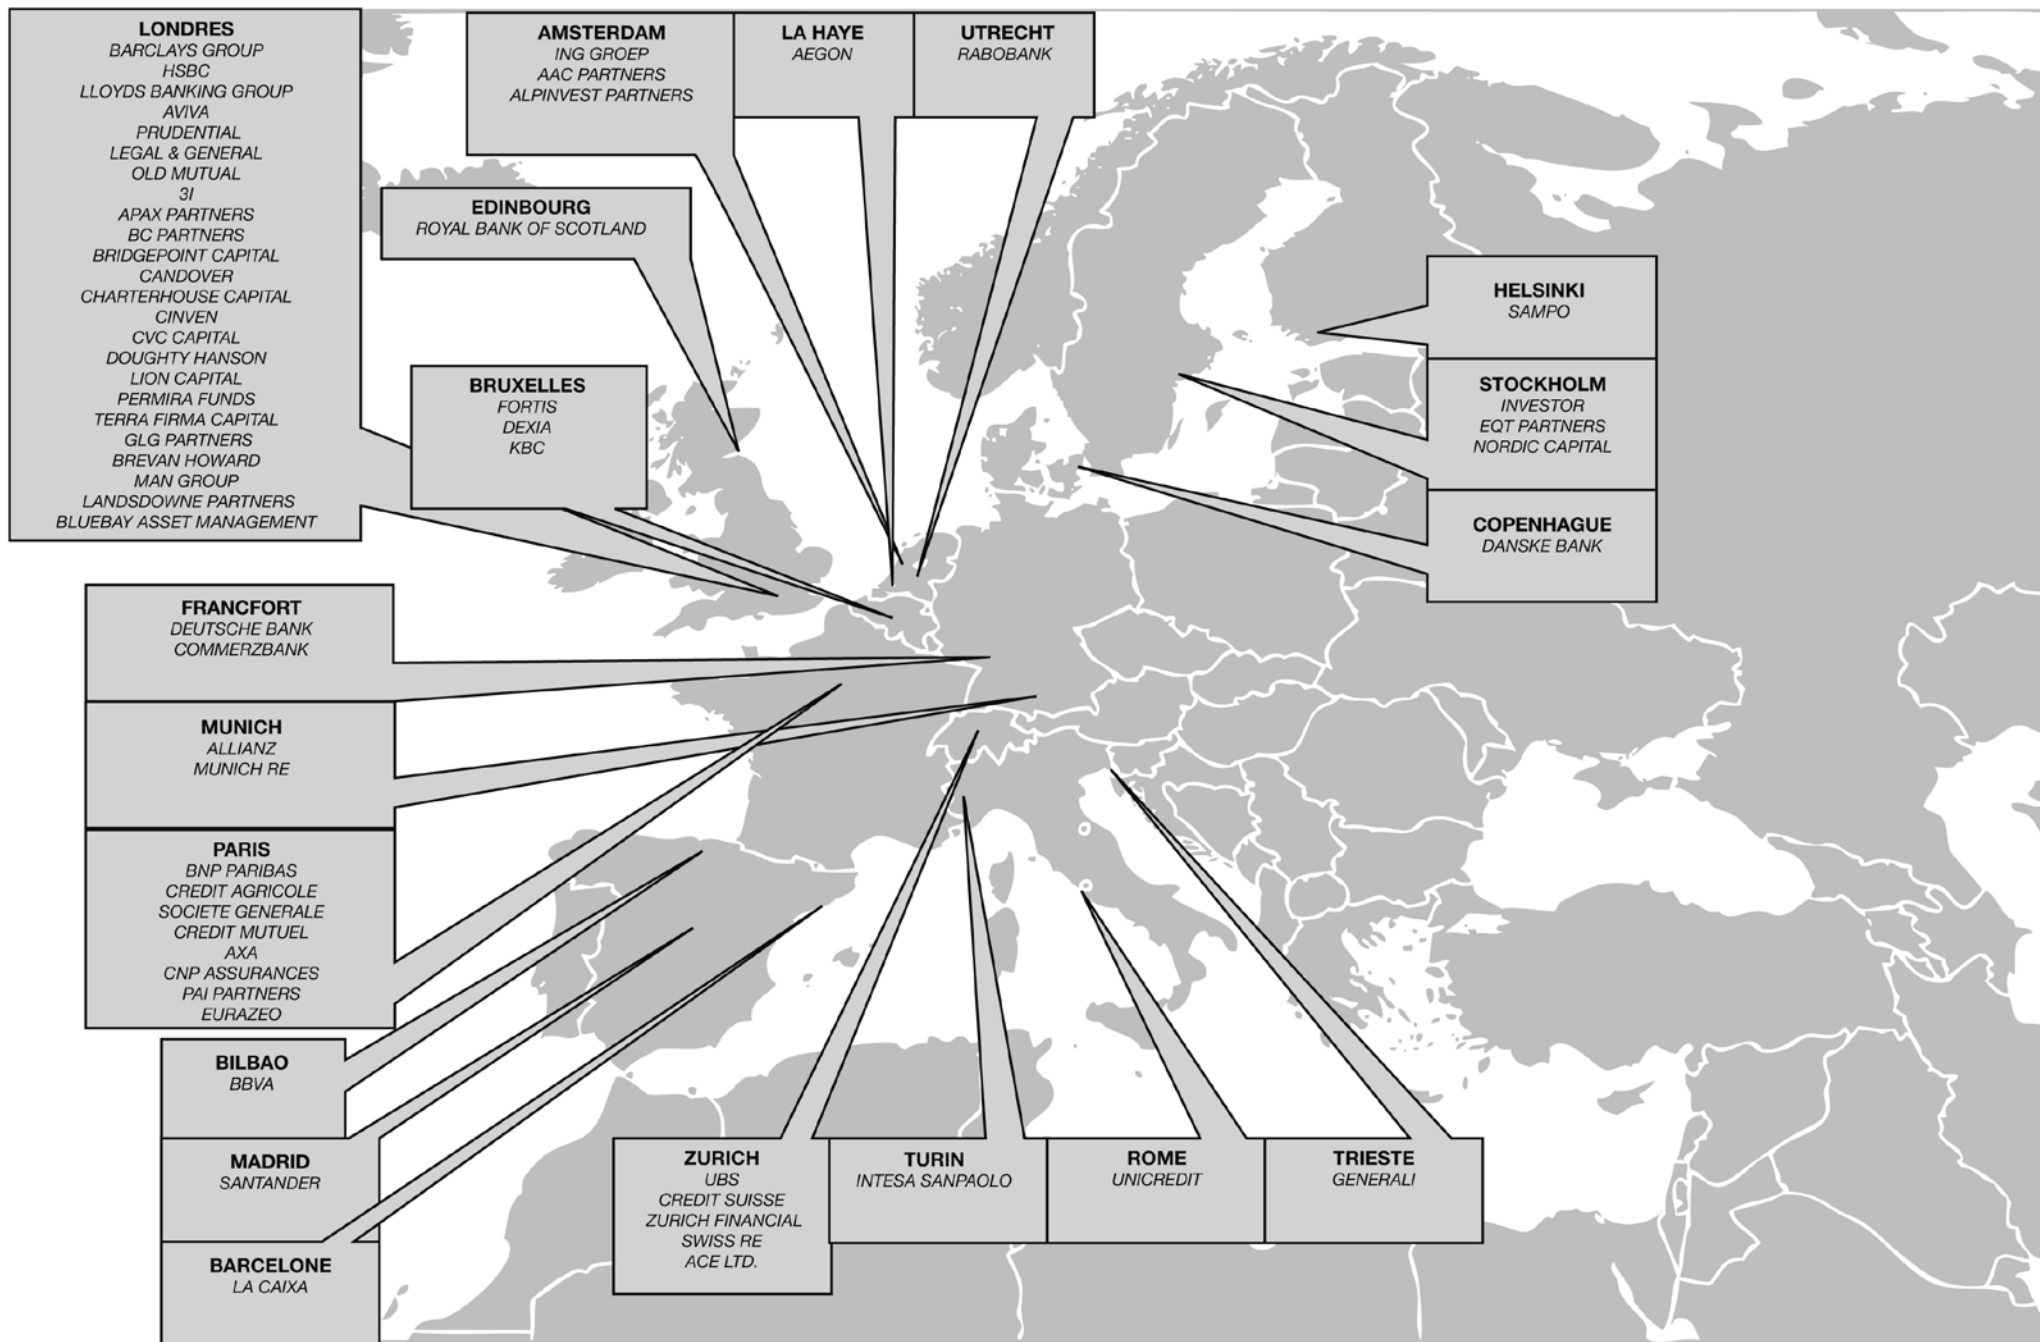 LONDRES
BARCLAYS GROUP
HSBC
LLOYDS BANKING GROUP
AVIVA
PRUDENTIAL
LEGAL & GENERAL
OLD MUTUAL
3I
APAX PARTNERS
BC PARTNERS
BRIDGEPOINT CAPITAL
CANDOVER
CHARTERHOUSE CAPITAL
CINVEN
CVC CAPITAL
DOUGHTY HANSON
LION CAPITAL
PERMIRA FUNDS
TERRA FIRMA CAPITAL
GLG PARTNERS
BREVAN HOWARD
MAN GROUP
LANDSDOWNE PARTNERS
BLUEBAY ASSET MANAGEMENT
AMSTERDAM
ING GROEP
AAC PARTNERS
ALPINVEST PARTNERS
LA HAYE
AEGON
UTRECHT
RABOBANK
EDINBOURG
ROYAL BANK OF SCOTLAND
BRUXELLES
FORTIS
DEXIA
KBC
HELSINKI
SAMPO
STOCKHOLM
INVESTOR
EQT PARTNERS
NORDIC CAPITAL
COPENHAGUE
DANSKE BANK
FRANCFORT
DEUTSCHE BANK
COMMERZBANK
MUNICH
ALLIANZ
MUNICH RE
PARIS
BNP PARIBAS
CREDIT AGRICOLE
SOCIETE GENERALE
CREDIT MUTUEL
AXA
CNP ASSURANCES
PAI PARTNERS
EURAZEO
BILBAO
BBVA
MADRID
SANTANDER
BARCELONE
LA CAIXA
ZURICH
UBS
CREDIT SUISSE
ZURICH FINANCIAL
SWISS RE
ACE LTD.
TURIN
INTESA SANPAOLO
ROME
UNICREDIT
TRIESTE
GENERALI